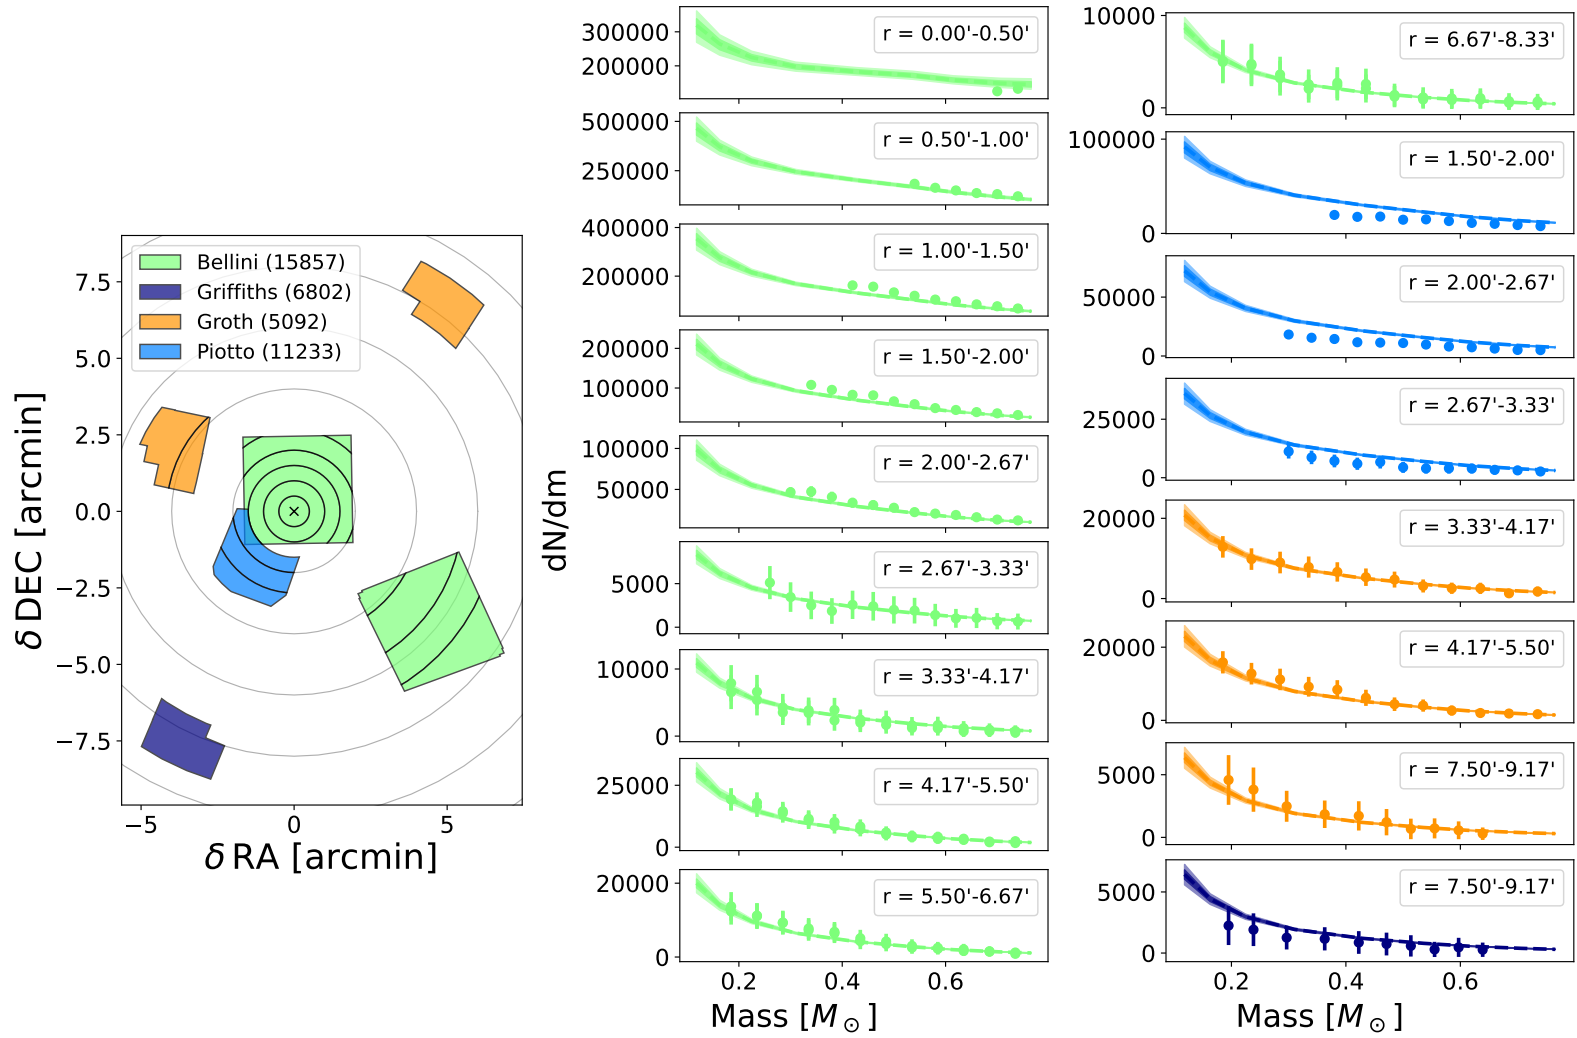 Bellini (15857)
Griffiths (6802)
Groth (5092)
Piotto (11233)
7.5
5.0
2.5
0.0
−2.5
−5.0
−7.5
δ DEC [arcmin]
−5 0 5
δ RA [arcmin]
dN/dm
300000
200000
r = 0.00'-0.50'
500000
250000
r = 0.50'-1.00'
400000
200000
r = 1.00'-1.50'
200000
100000
r = 1.50'-2.00'
100000
50000
r = 2.00'-2.67'
5000
0
r = 2.67'-3.33'
10000
0
r = 3.33'-4.17'
25000
0
r = 4.17'-5.50'
20000
0
r = 5.50'-6.67'
0.2 0.4 0.6
Mass [M⊙]
10000
0
r = 6.67'-8.33'
100000
0
r = 1.50'-2.00'
50000
0
r = 2.00'-2.67'
25000
0
r = 2.67'-3.33'
20000
0
r = 3.33'-4.17'
20000
0
r = 4.17'-5.50'
5000
0
r = 7.50'-9.17'
5000
0
r = 7.50'-9.17'
0.2 0.4 0.6
Mass [M⊙]